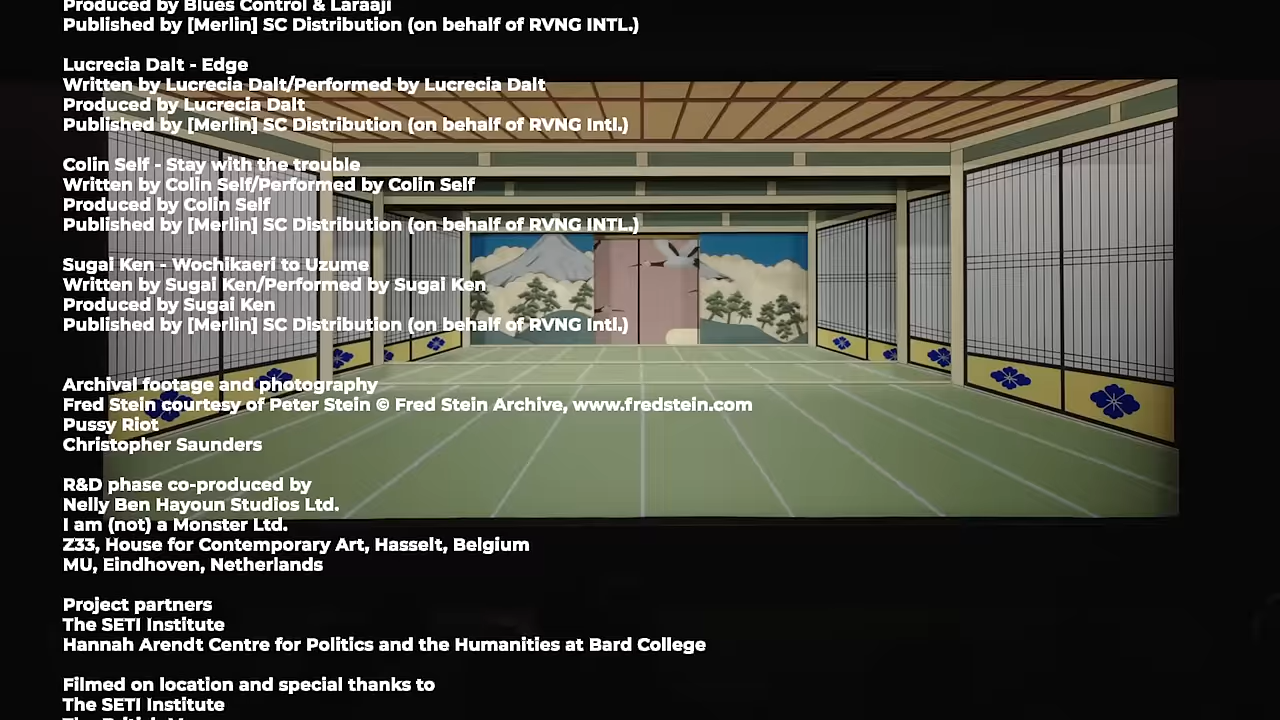 Produced by Blues Control & Laraaji
Published by [Merlin] SC Distribution (on behalf of RVNG INTL.)
Lucrecia Dalt - Edge
Written by Lucrecia Dalt/Performed by Lucrecia Dalt
Produced by Lucrecia Dalt
Published by [Merlin] SC Distribution (on behalf of RVNG Intl.)
Colin Self - Stay with the trouble
Written by Colin Self/Performed by Colin Self
Produced by Colin Self
Published by [Merlin] SC Distribution (on behalf of RVNG INTL.)
Sugai Ken - Wochikaeri to Uzume
Written by Sugai Ken/Performed by Sugai Ken
Produced by Sugai Ken
Published by [Merlin] SC Distribution (on behalf of RVNG Intl.)
Archival footage and photography
Fred Stein courtesy of Peter Stein © Fred Stein Archive, www.fredstein.com
Pussy Riot
Christopher Saunders
R&D phase co-produced by
Nelly Ben Hayoun Studios Ltd.
I am (not) a Monster Ltd.
Z33, House for Contemporary Art, Hasselt, Belgium
MU, Eindhoven, Netherlands
Project partners
The SETI Institute
Hannah Arendt Centre for Politics and the Humanities at Bard College
Filmed on location and special thanks to
The SETI Institute